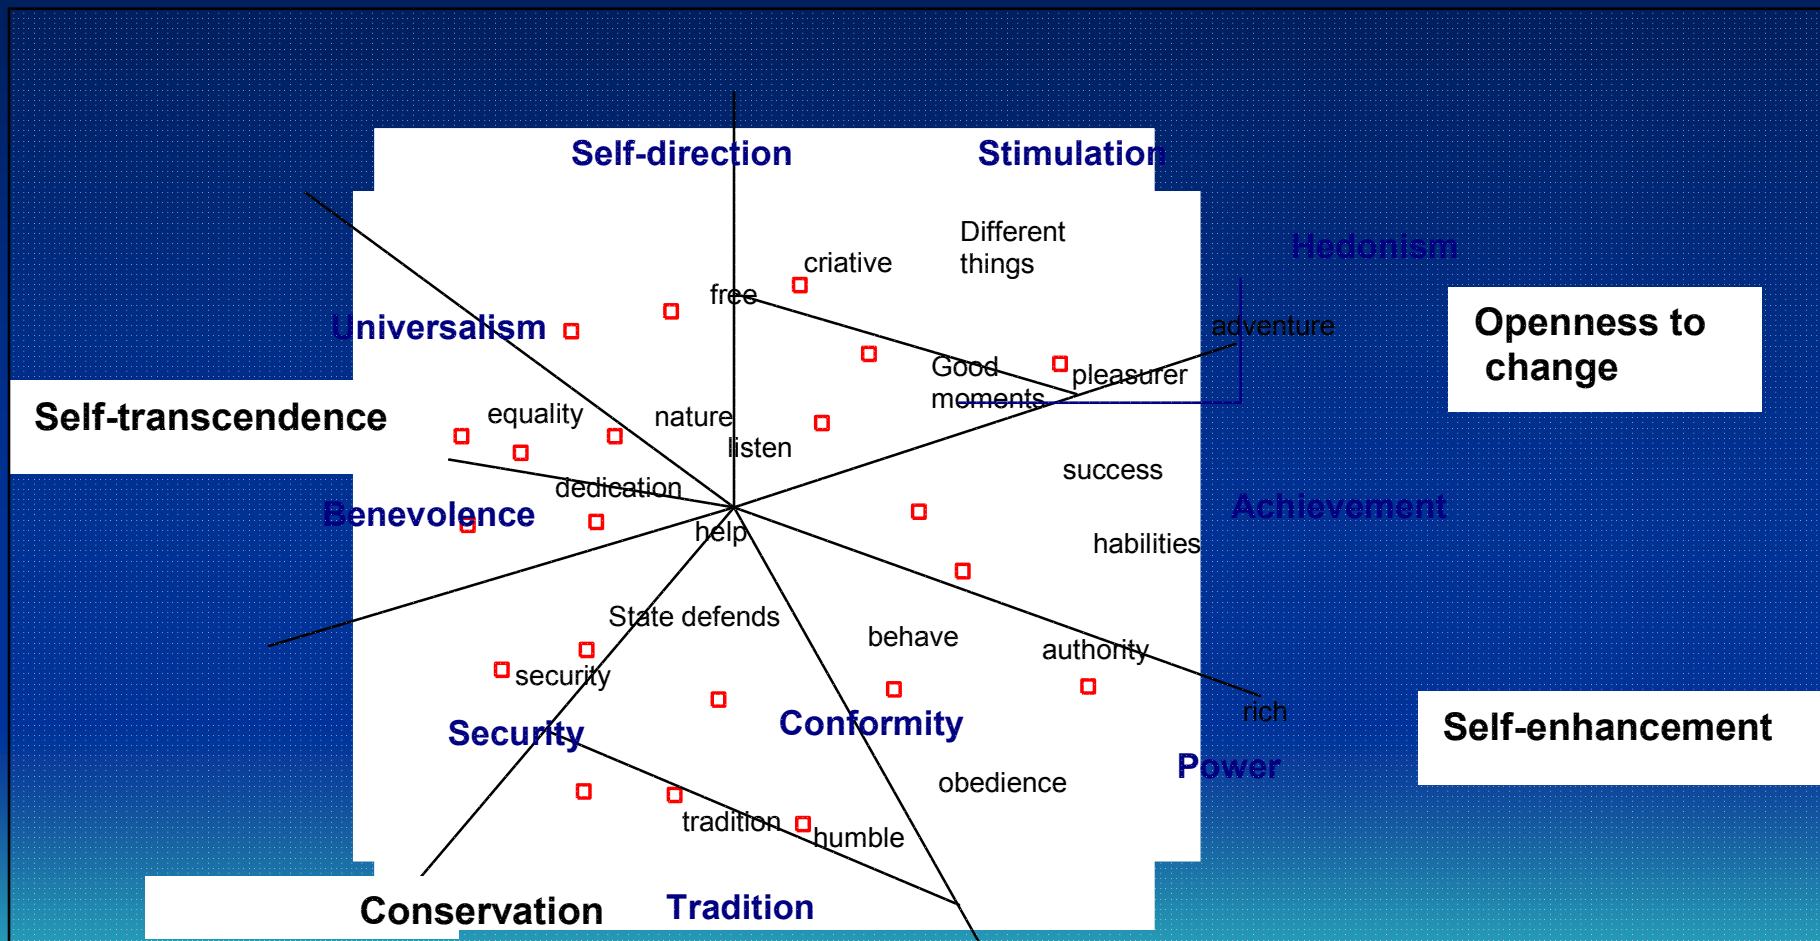 Self-direction
Stimulation
Different
things
Hedonism
criative
free
Openness to
change
adventure
Universalism
Good
moments
pleasurer
Self-transcendence
equality
nature
listen
success
dedication
Benevolence
Achievement
help
habilities
State defends
behave
authority
security
rich
Security
Conformity
Self-enhancement
Power
obedience
tradition
humble
Conservation
Tradition